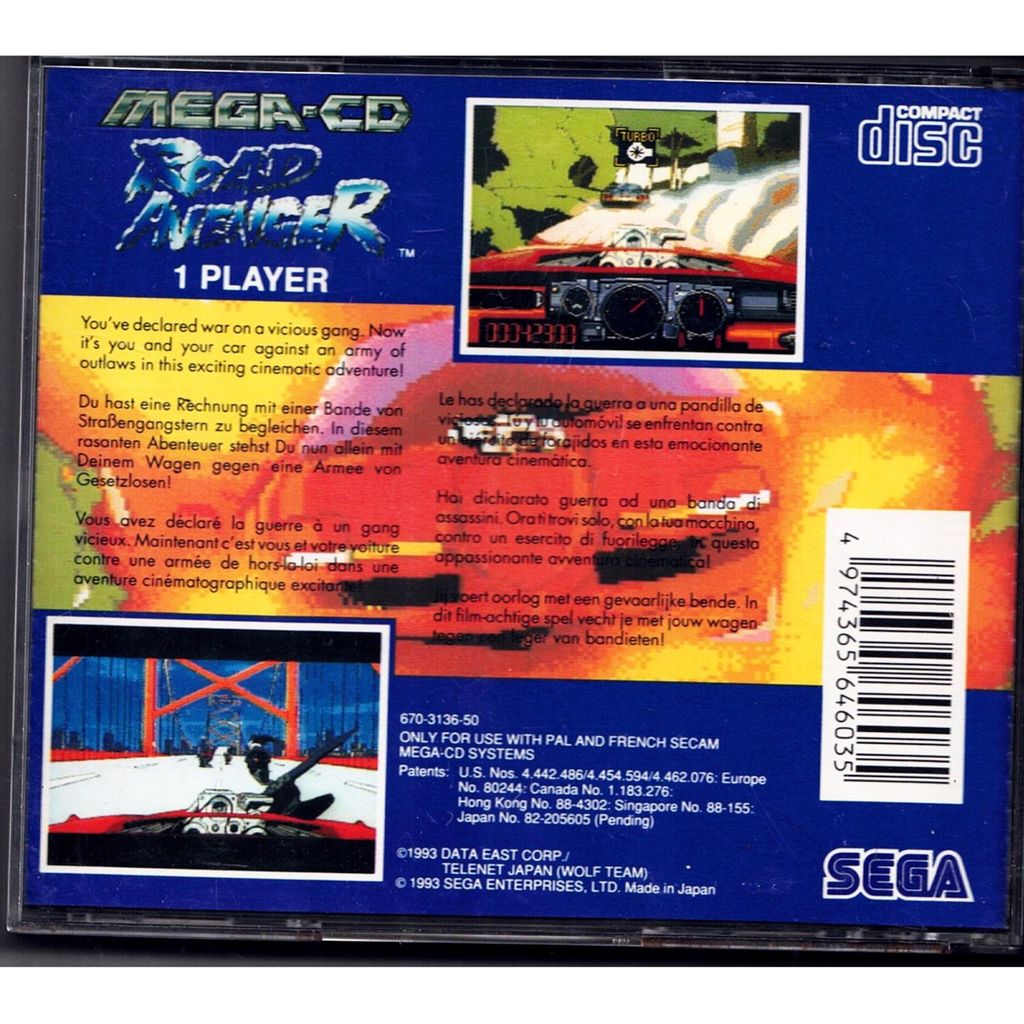 MEGA-CD
ROAD
AVENGER
TM
1 PLAYER
COMPACT
disc
TURBO
00042900
You've declared war on a vicious gang. Now
it's you and your car against an army of
outlaws in this exciting cinematic adventure!
Du hast eine Rechnung mit einer Bande von
Straßengangstern zu begleichen. In diesem
rasanten Abenteuer stehst Du nun allein mit
Deinem Wagen gegen eine Armee von
Gesetzlosen!
Vous avez déclaré la guerre à un gang
vicieux. Maintenant c'est vous et votre voiture
contre une armée de hors-la-loi dans une
aventure cinématographique excitante!
Le has declarado la guerra a una pandilla de
viciosos. Tu y tu automóvil se enfrentan contra
un ejército de forajidos en esta emocionante
aventura cinemática.
Hai dichiarato guerra ad una banda di
assassini. Ora ti trovi solo, con la tua macchina,
contro un esercito di fuorilegge, in questa
appassionante avventura cinematica!
Jij voert oorlog met een gevaarlijke bende. In
dit film-achtige spel vecht je met jouw wagen
tegen een leger van bandieten!
4 974365 646035
670-3136-50
ONLY FOR USE WITH PAL AND FRENCH SECAM
MEGA-CD SYSTEMS
Patents: U.S. Nos. 4.442.486/4.454.594/4.462.076: Europe
No. 80244: Canada No. 1.183.276:
Hong Kong No. 88-4302: Singapore No. 88-155:
Japan No. 82-205605 (Pending)
©1993 DATA EAST CORP./
TELENET JAPAN (WOLF TEAM)
© 1993 SEGA ENTERPRISES, LTD. Made in Japan
SEGA